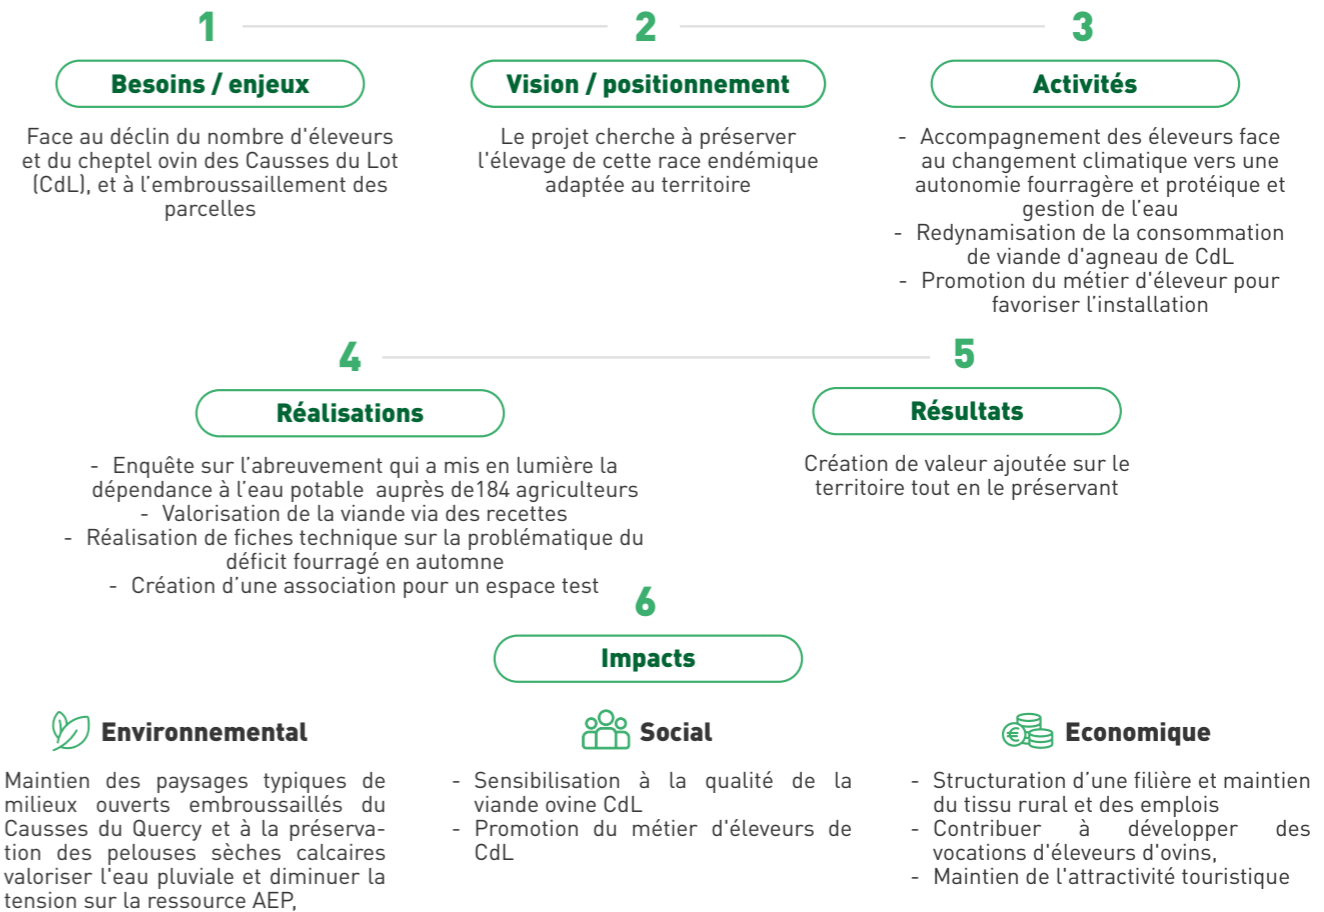 1
2
3
Besoins / enjeux
Vision / positionnement
Activités
Face au déclin du nombre d'éleveurs
et du cheptel ovin des Causses du Lot
(CdL), et à l’embroussaillement des
parcelles
Le projet cherche à préserver
l'élevage de cette race endémique
adaptée au territoire
- Accompagnement des éleveurs face
au changement climatique vers une
autonomie fourragère et protéique et
gestion de l’eau
- Redynamisation de la consommation
de viande d'agneau de CdL
- Promotion du métier d'éleveur pour
favoriser l’installation
4
5
Réalisations
Résultats
- Enquête sur l’abreuvement qui a mis en lumière la
dépendance à l’eau potable auprès de184 agriculteurs
- Valorisation de la viande via des recettes
- Réalisation de fiches technique sur la problématique du
déficit fourragé en automne
- Création d’une association pour un espace test
Création de valeur ajoutée sur le
territoire tout en le préservant
6
Impacts
Environnemental
Social
Economique
Maintien des paysages typiques de
milieux ouverts embroussaillés du
Causses du Quercy et à la préserva-
tion des pelouses sèches calcaires
valoriser l'eau pluviale et diminuer la
tension sur la ressource AEP,
- Sensibilisation à la qualité de la
viande ovine CdL
- Promotion du métier d'éleveurs de
CdL
- Structuration d’une filière et maintien
du tissu rural et des emplois
- Contribuer à développer des
vocations d'éleveurs d'ovins,
- Maintien de l'attractivité touristique